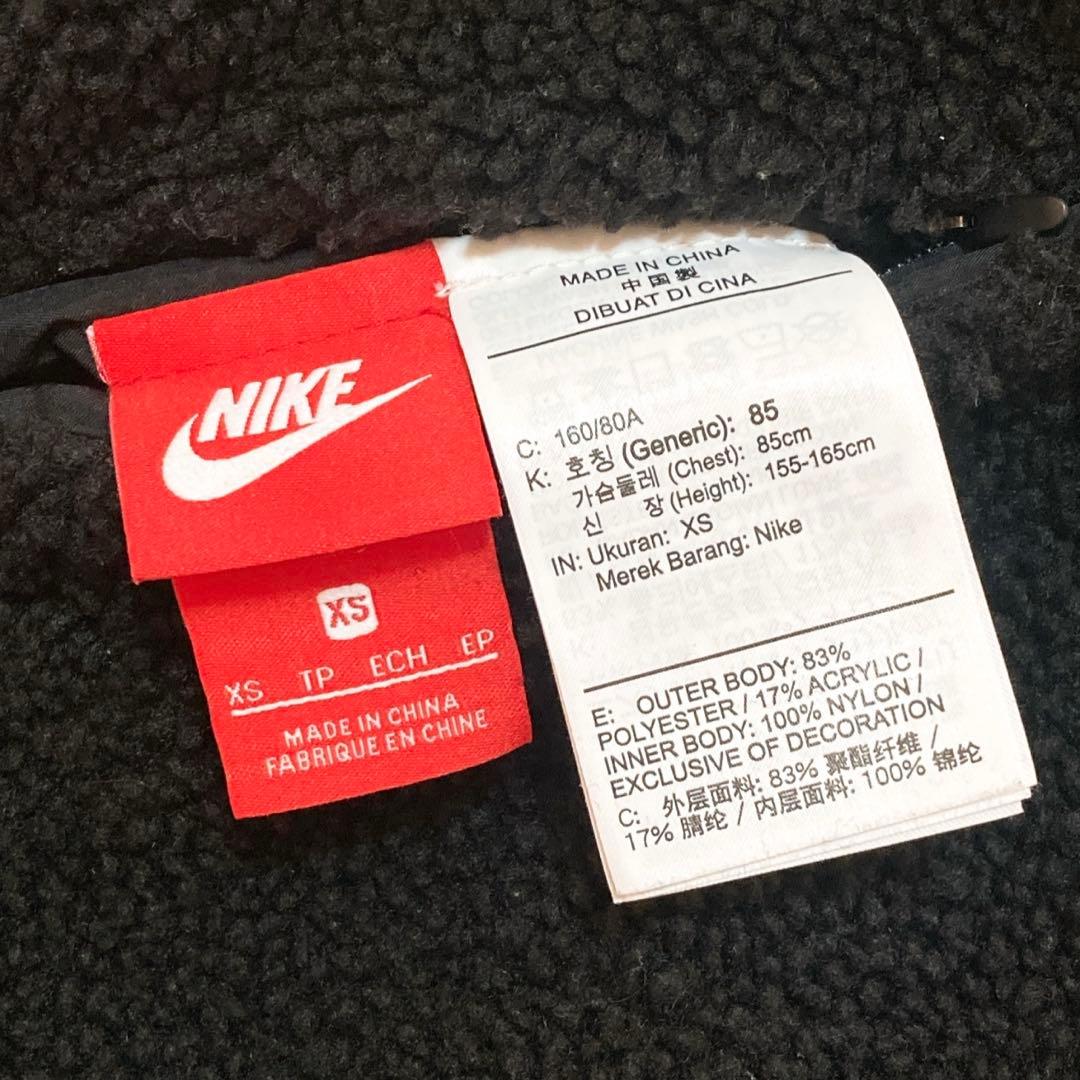 NIKE
XS
XS TP ECH EP
MADE IN CHINA
FABRIQUE EN CHINE
MADE IN CHINA
中国製
DIBUAT DI CINA
C: 160/80A
K: 호칭 (Generic): 85
가슴둘레 (Chest): 85cm
신 장 (Height): 155-165cm
IN: Ukuran: XS
Merek Barang: Nike
E: OUTER BODY: 83%
POLYESTER / 17% ACRYLIC /
INNER BODY: 100% NYLON /
EXCLUSIVE OF DECORATION
C: 外层面料: 83% 聚酯纤维 /
17% 腈纶 / 内层面料: 100% 锦纶